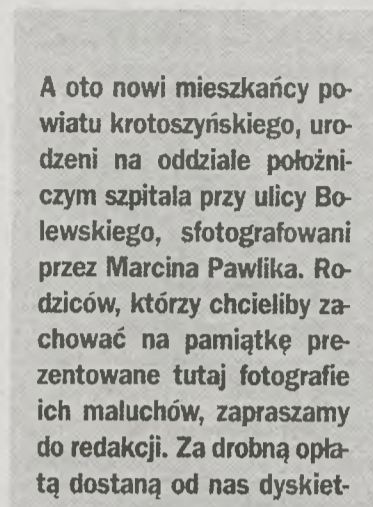 A oto nowi mieszkańcy po-
wiatu krotoszyńskiego, uro-
dzeni na oddziale położni-
czym szpitala przy ulicy Bo-
lewskiego, sfotografowani
przez Marcina Pawlika. Ro-
dziców, którzy chcieliby za-
chować na pamiątkę pre-
zentowane tutaj fotografie
ich maluchów, zapraszamy
do redakcji. Za drobną opła-
tą dostaną od nas dyskiet-